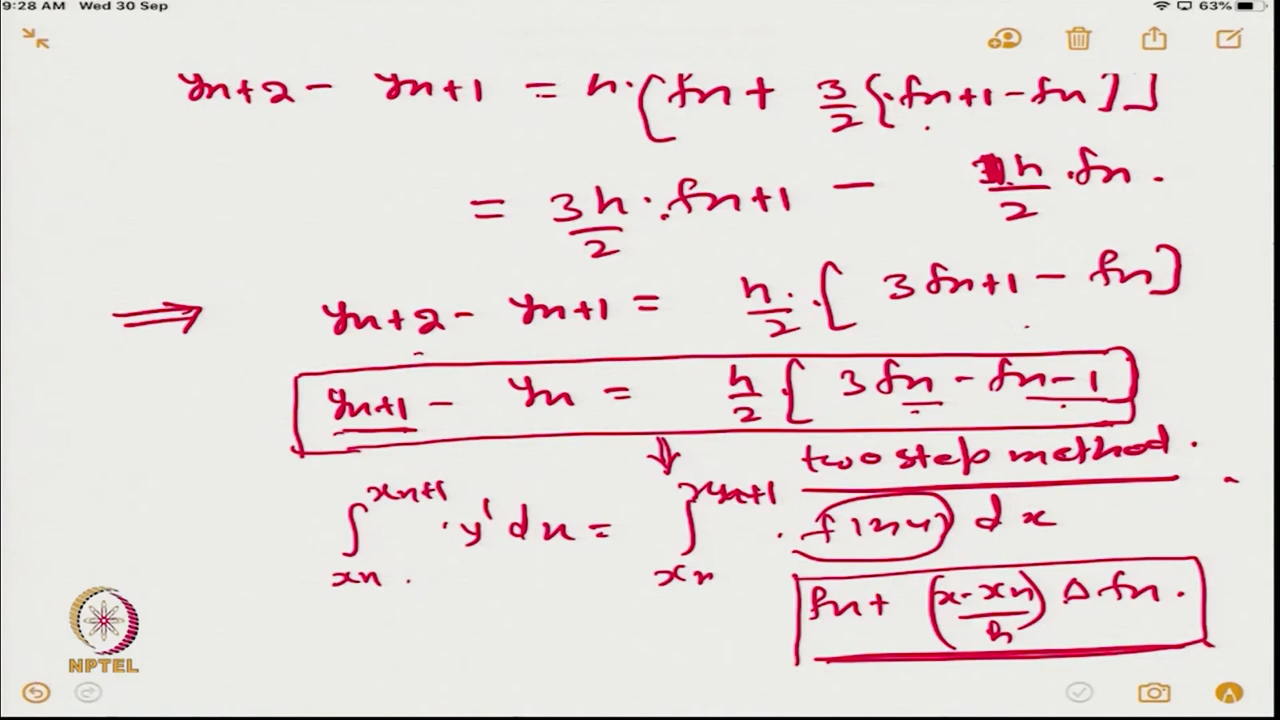 9:28 AM Wed 30 Sep
63%
yn+2 - yn+1 = h.[fn + 3/2{.fn+1 - fn}]
= 3h/2 . fn+1 - h/2 . fn.
⟹ yn+2 - yn+1 = h/2 . [3fn+1 - fn]
yn+1 - yn = h/2 . [3fn - fn-1]
⇓ two step method.
∫xn^xn+1 . y' dx = ∫xn^xn+1 . f(x,y) dx
fn + (x-xn/h) Δfn.
NPTEL